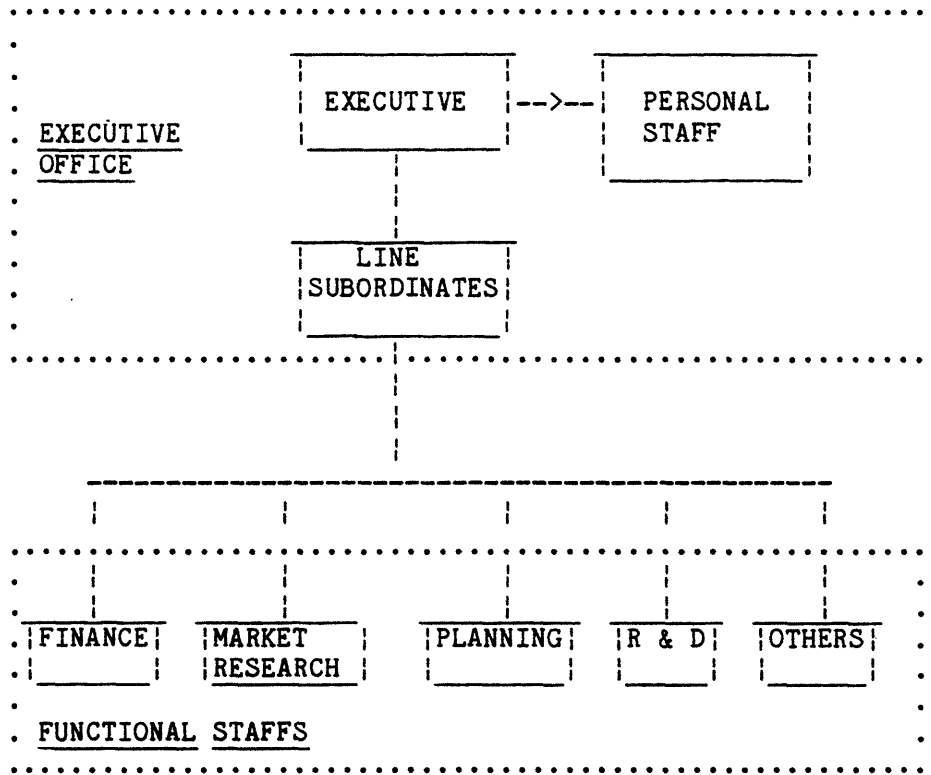 EXECUTIVE
PERSONAL
STAFF
EXECUTIVE
OFFICE
LINE
SUBORDINATES
FINANCE
MARKET
RESEARCH
PLANNING
R & D
OTHERS
FUNCTIONAL STAFFS